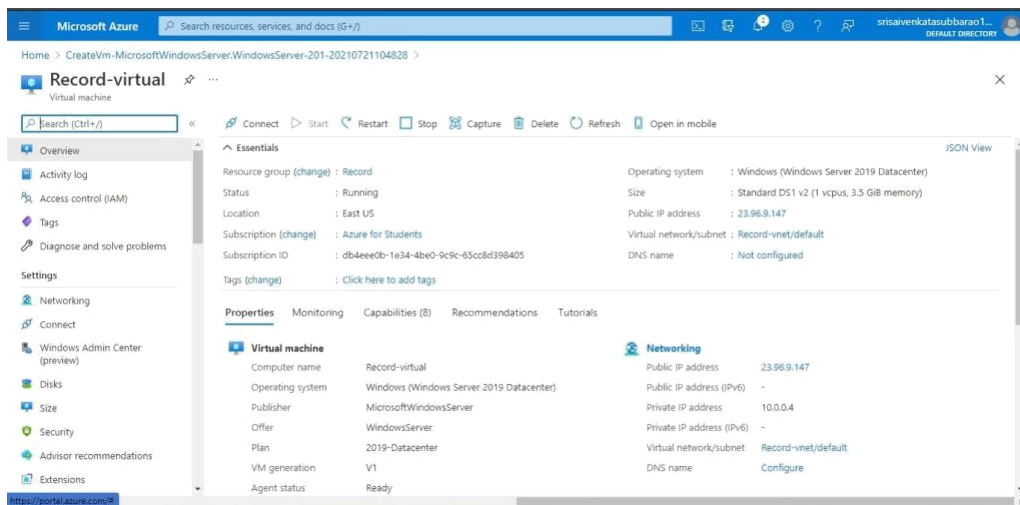 Microsoft Azure
Search resources, services, and docs (G+/)
2
srisaivenkatasubbarao1...
DEFAULT DIRECTORY
Home > CreateVm-MicrosoftWindowsServer.WindowsServer-201-20210721104828 >
Record-virtual
Virtual machine
Search (Ctrl+/)
Connect Start Restart Stop Capture Delete Refresh Open in mobile
Overview
Activity log
Access control (IAM)
Tags
Diagnose and solve problems
Settings
Networking
Connect
Windows Admin Center
(preview)
Disks
Size
Security
Advisor recommendations
Extensions
https://portal.azure.com/#
Essentials JSON View
Resource group (change) : Record
Status : Running
Location : East US
Subscription (change) : Azure for Students
Subscription ID : db4eee0b-1e34-4be0-9c9c-65cc8d398405
Tags (change) : Click here to add tags
Operating system : Windows (Windows Server 2019 Datacenter)
Size : Standard DS1 v2 (1 vcpus, 3.5 GiB memory)
Public IP address : 23.96.9.147
Virtual network/subnet : Record-vnet/default
DNS name : Not configured
Properties Monitoring Capabilities (8) Recommendations Tutorials
Virtual machine
Computer name Record-virtual
Operating system Windows (Windows Server 2019 Datacenter)
Publisher MicrosoftWindowsServer
Offer WindowsServer
Plan 2019-Datacenter
VM generation V1
Agent status Ready
Networking
Public IP address 23.96.9.147
Public IP address (IPv6) -
Private IP address 10.0.0.4
Private IP address (IPv6) -
Virtual network/subnet Record-vnet/default
DNS name Configure